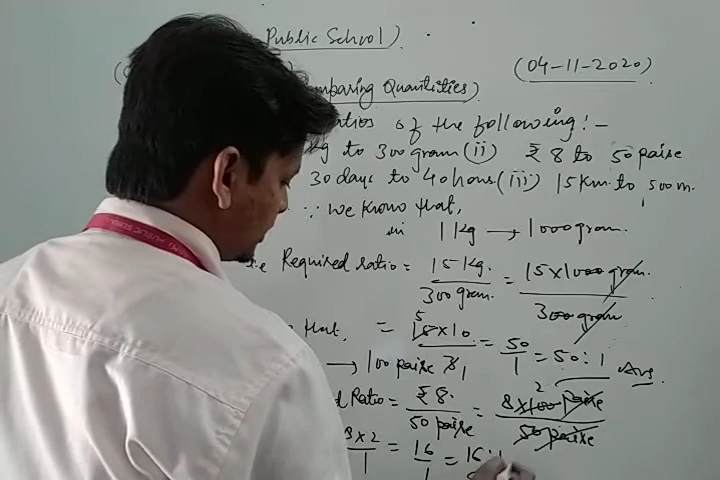 Public School)
(04-11-2020)
Comparing Quantities)
ratios of the following:-
kg to 300 gram (ii) ₹ 8 to 50 paise
30 days to 40 hours (iii) 15 Km. to 500 m.
∵ We know that,
1 Kg → 1000 gram.
Required ratio = 15 kg. / 300 gram. = 15 x 1000 gram. / 300 gram
that, = 15 x 10 / 3 1 = 50 / 1 = 50 : 1 Ans.
→ 100 paise
Ratio = ₹ 8. / 50 paise = 8 x 100 paise / 50 paise
8 x 2 / 1 = 16 / 1 = 16 :